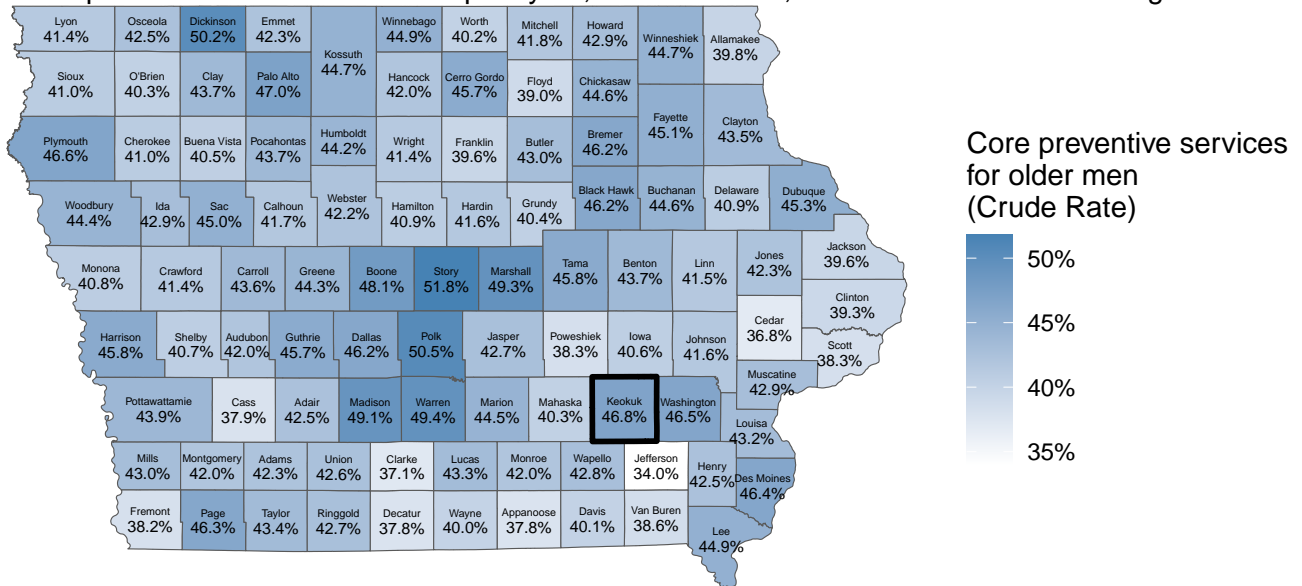 Lyon
41.4%
Osceola
42.5%
Dickinson
50.2%
Emmet
42.3%
Kossuth
44.7%
Winnebago
44.9%
Worth
40.2%
Mitchell
41.8%
Howard
42.9%
Winneshiek
44.7%
Allamakee
39.8%
Sioux
41.0%
O'Brien
40.3%
Clay
43.7%
Palo Alto
47.0%
Hancock
42.0%
Cerro Gordo
45.7%
Floyd
39.0%
Chickasaw
44.6%
Fayette
45.1%
Clayton
43.5%
Plymouth
46.6%
Cherokee
41.0%
Buena Vista
40.5%
Pocahontas
43.7%
Humboldt
44.2%
Wright
41.4%
Franklin
39.6%
Butler
43.0%
Bremer
46.2%
Woodbury
44.4%
Ida
42.9%
Sac
45.0%
Calhoun
41.7%
Webster
42.2%
Hamilton
40.9%
Hardin
41.6%
Grundy
40.4%
Black Hawk
46.2%
Buchanan
44.6%
Delaware
40.9%
Dubuque
45.3%
Monona
40.8%
Crawford
41.4%
Carroll
43.6%
Greene
44.3%
Boone
48.1%
Story
51.8%
Marshall
49.3%
Tama
45.8%
Benton
43.7%
Linn
41.5%
Jones
42.3%
Jackson
39.6%
Clinton
39.3%
Harrison
45.8%
Shelby
40.7%
Audubon
42.0%
Guthrie
45.7%
Dallas
46.2%
Polk
50.5%
Jasper
42.7%
Poweshiek
38.3%
Iowa
40.6%
Johnson
41.6%
Cedar
36.8%
Scott
38.3%
Muscatine
42.9%
Pottawattamie
43.9%
Cass
37.9%
Adair
42.5%
Madison
49.1%
Warren
49.4%
Marion
44.5%
Mahaska
40.3%
Keokuk
46.8%
Washington
46.5%
Louisa
43.2%
Mills
43.0%
Montgomery
42.0%
Adams
42.3%
Union
42.6%
Clarke
37.1%
Lucas
43.3%
Monroe
42.0%
Wapello
42.8%
Jefferson
34.0%
Henry
42.5%
Des Moines
46.4%
Fremont
38.2%
Page
46.3%
Taylor
43.4%
Ringgold
42.7%
Decatur
37.8%
Wayne
40.0%
Appanoose
37.8%
Davis
40.1%
Van Buren
38.6%
Lee
44.9%
Core preventive services
for older men
(Crude Rate)
50%
45%
40%
35%